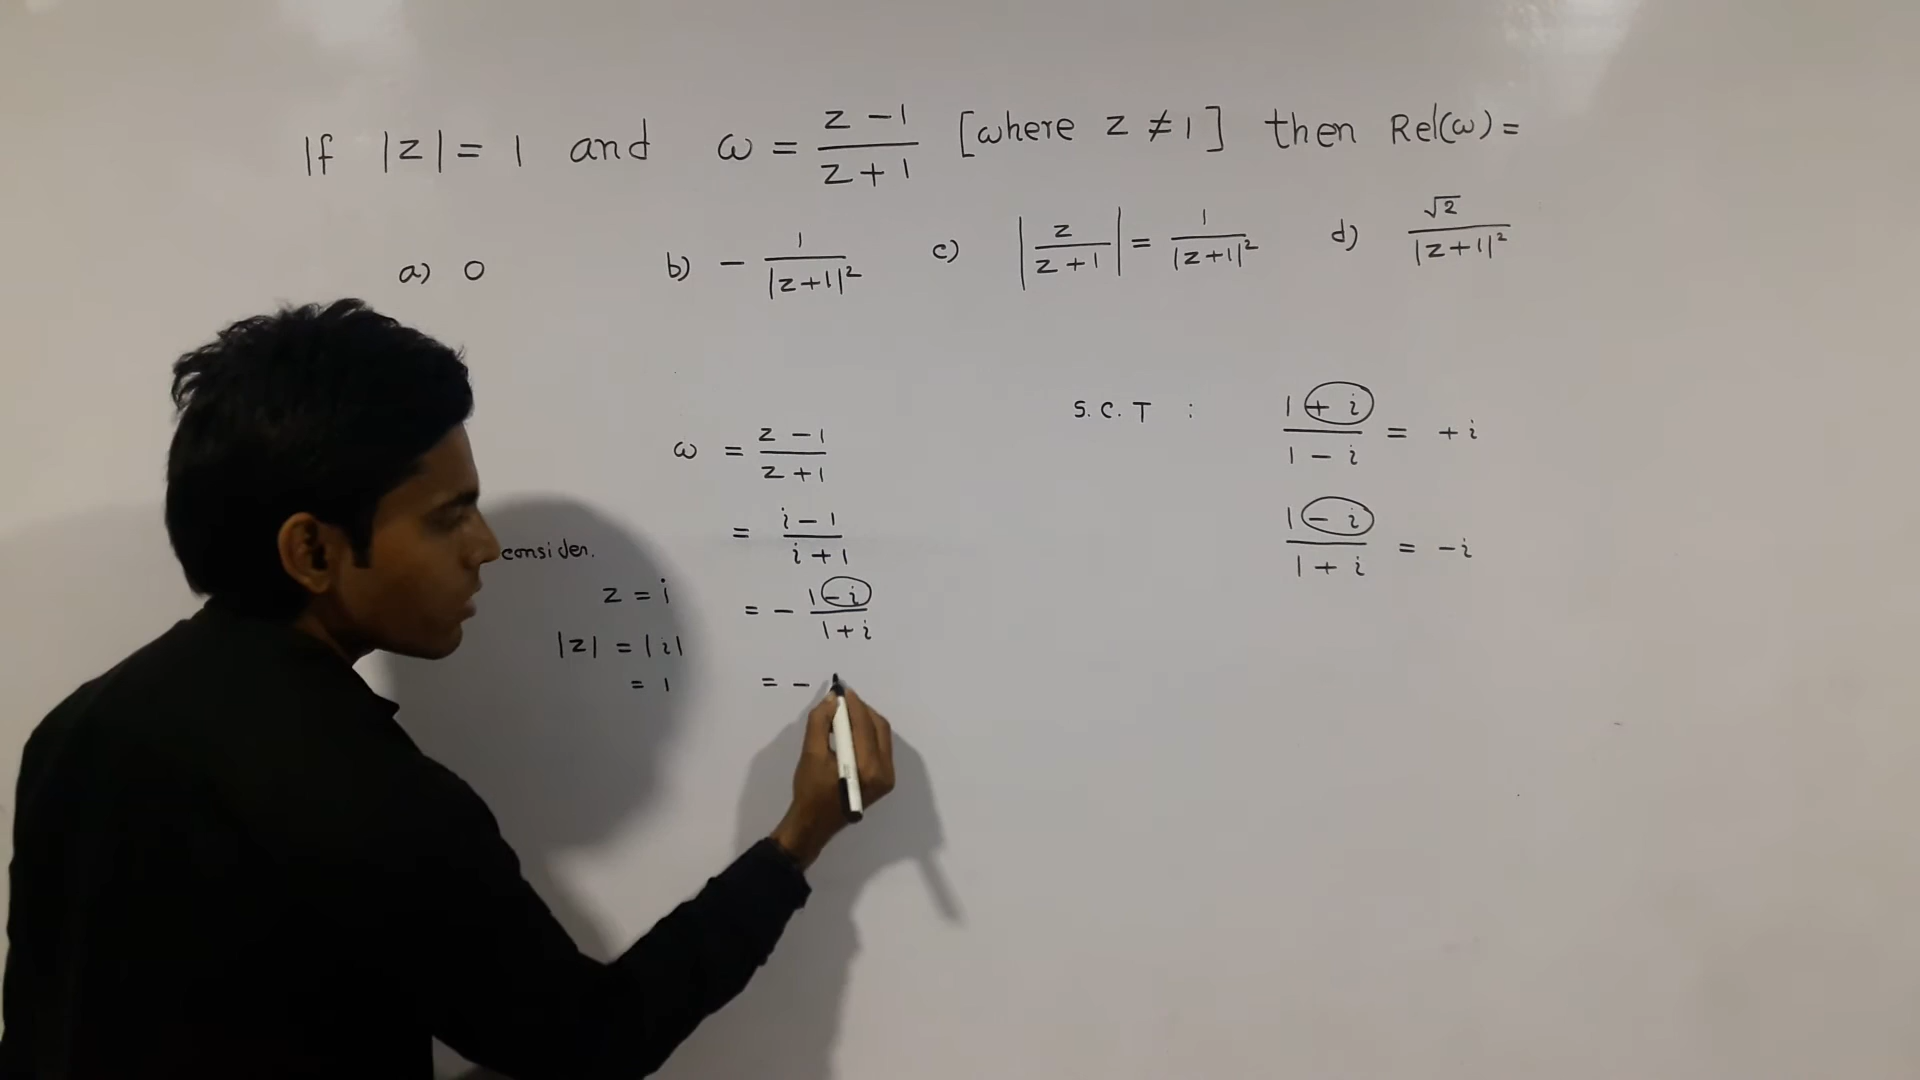 If |z| = 1 and ω = (z - 1)/(z + 1) [where z ≠ 1] then Rel(ω) =
a) 0 b) - 1/|z+1|² c) |z/(z+1)| = 1/|z+1|² d) √2/|z+1|²
ω = (z - 1)/(z + 1)
= (i - 1)/(i + 1)
= - (1 - i)/(1 + i)
= -
consider.
z = i
|z| = |i|
= 1
S. C. T : (1 + i)/(1 - i) = + i
(1 - i)/(1 + i) = - i